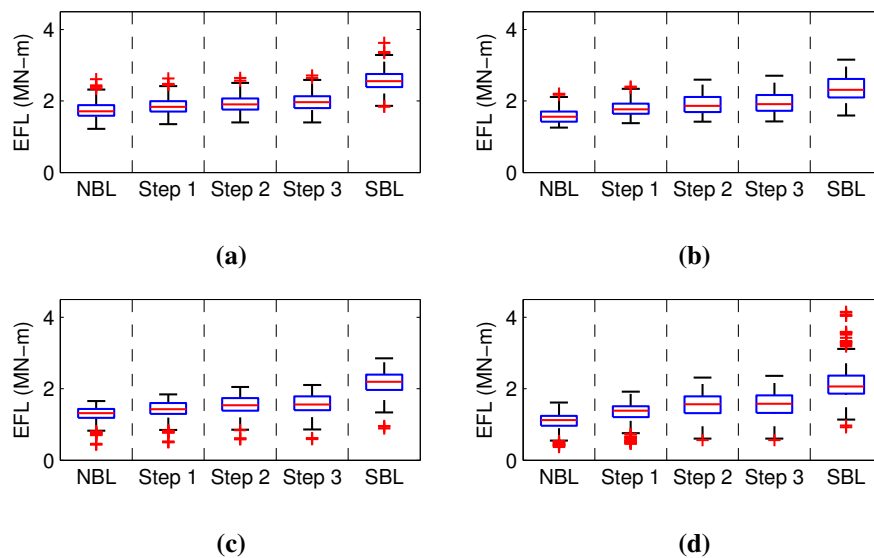 4
2
0
EFL (MN−m)
NBL Step 1 Step 2 Step 3 SBL
(a)
4
2
0
EFL (MN−m)
NBL Step 1 Step 2 Step 3 SBL
(b)
4
2
0
EFL (MN−m)
NBL Step 1 Step 2 Step 3 SBL
(c)
4
2
0
EFL (MN−m)
NBL Step 1 Step 2 Step 3 SBL
(d)